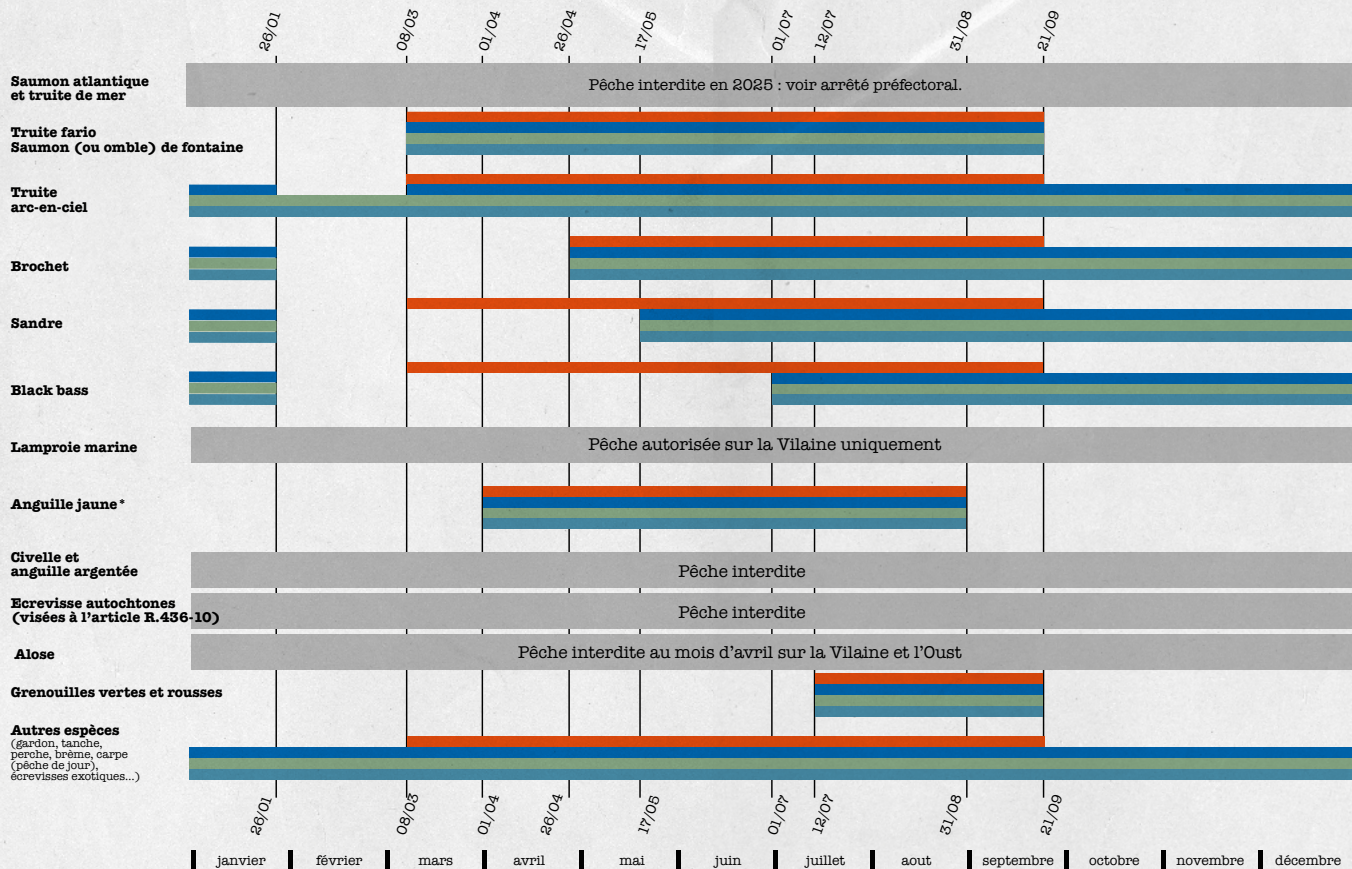 26/01
08/03
01/04
26/04
17/05
01/07
12/07
31/08
21/09
Saumon atlantique
et truite de mer
Pêche interdite en 2025 : voir arrêté préfectoral.
Truite fario
Saumon (ou omble) de fontaine
Truite
arc-en-ciel
Brochet
Sandre
Black bass
Lamproie marine
Pêche autorisée sur la Vilaine uniquement
Anguille jaune*
Civelle et
anguille argentée
Pêche interdite
Ecrevisse autochtones
(visées à l'article R.436-10)
Pêche interdite
Alose
Pêche interdite au mois d'avril sur la Vilaine et l'Oust
Grenouilles vertes et rousses
Autres espèces
(gardon, tanche,
perche, brème, carpe
(pêche de jour),
écrevisses exotiques...)
26/01
08/03
01/04
26/04
17/05
01/07
12/07
31/08
21/09
janvier
février
mars
avril
mai
juin
juillet
aout
septembre
octobre
novembre
décembre